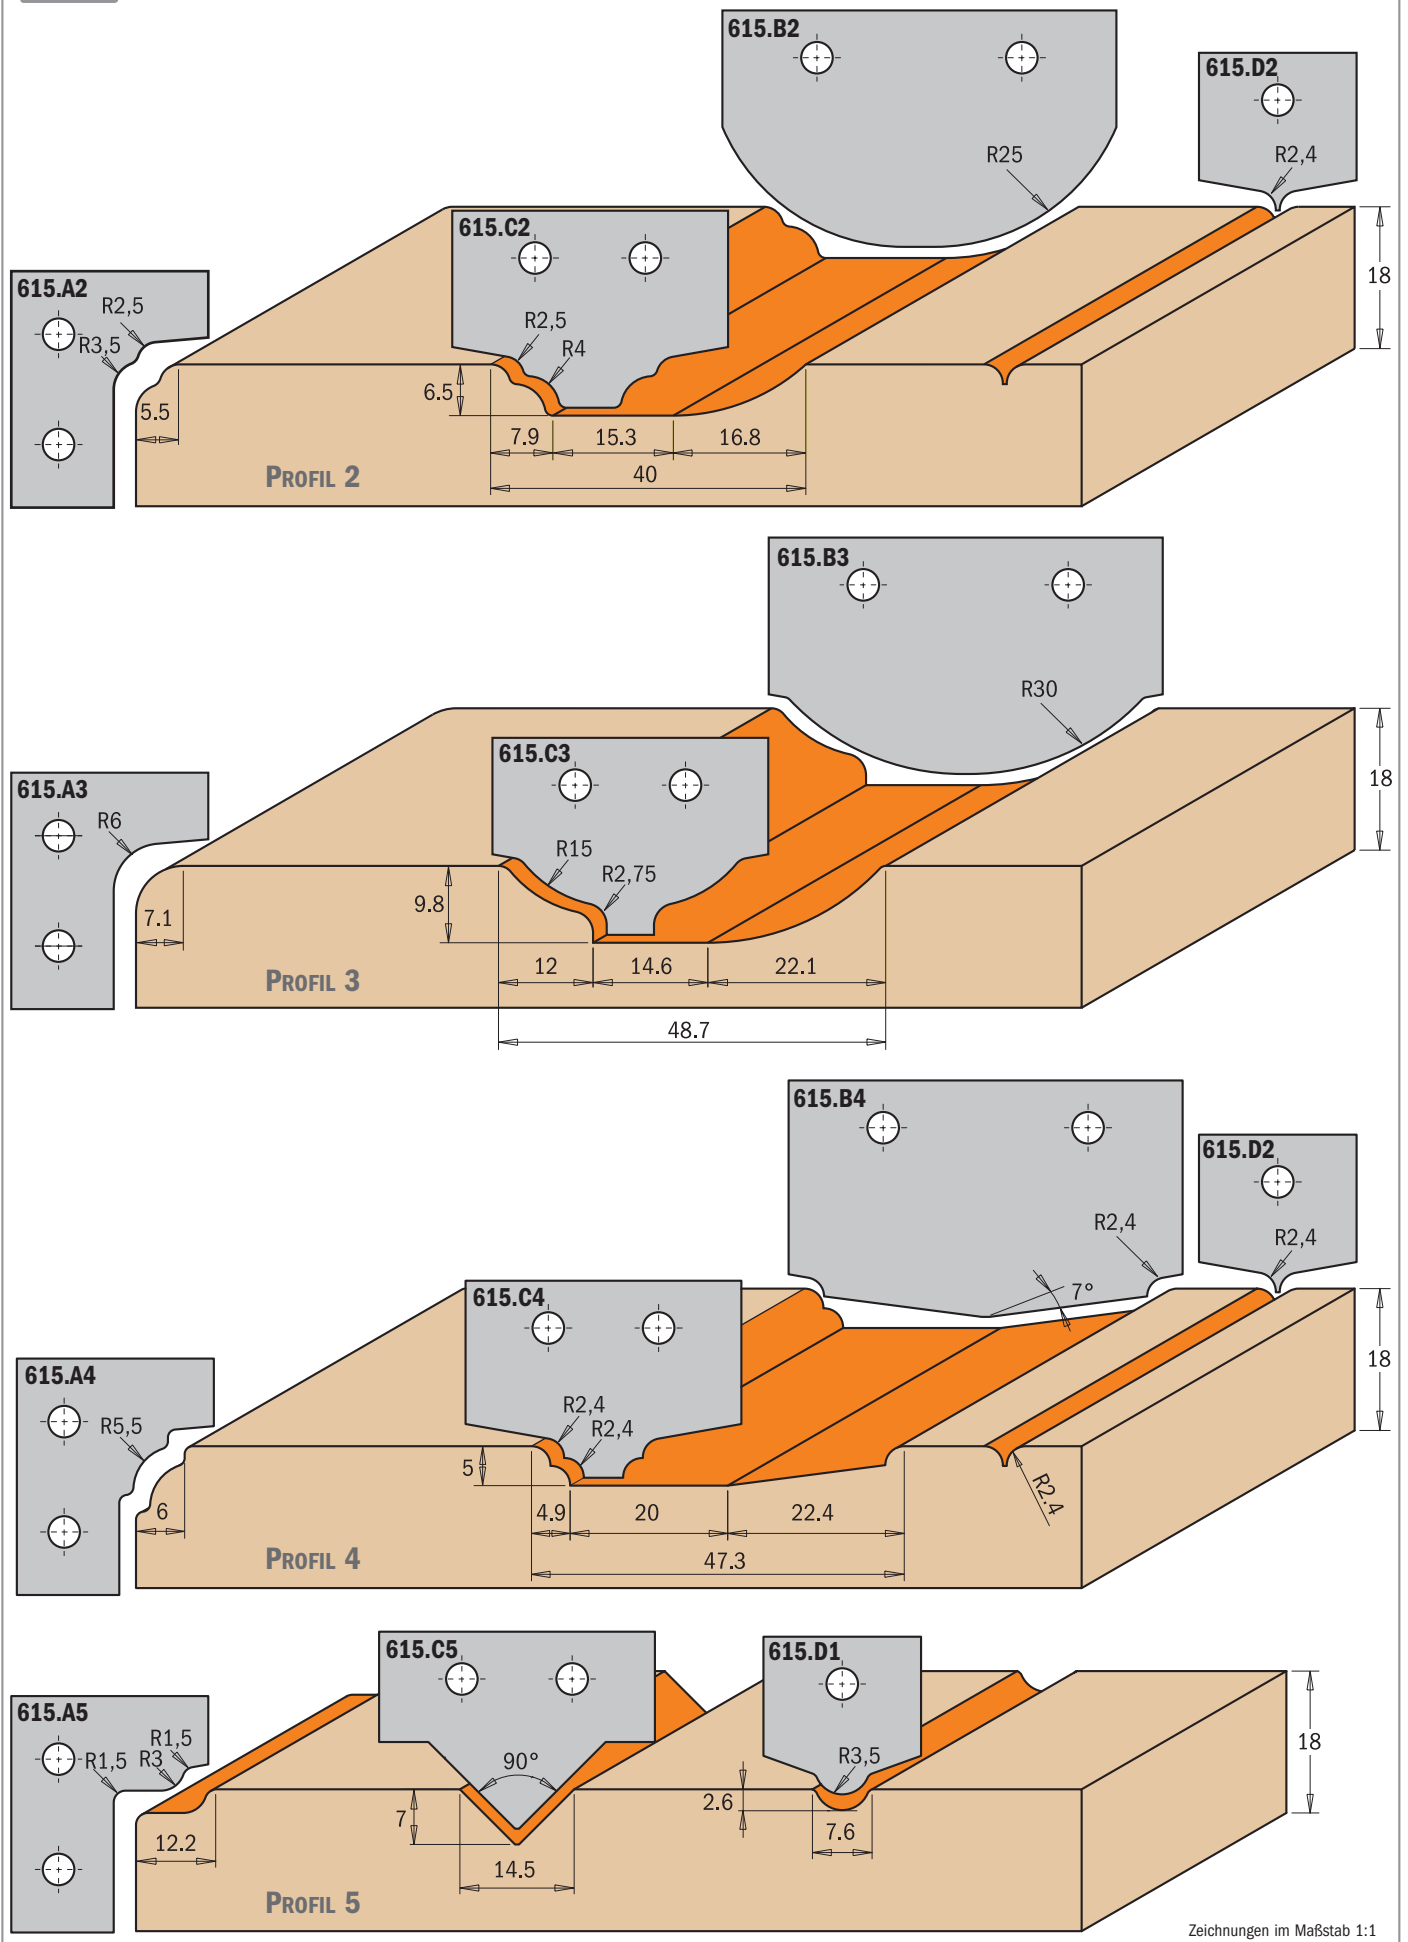 615.B2
615.D2
R25
R2,4
615.C2
615.A2
R2,5
R3,5
R2,5
R4
18
6.5
5.5
7.9
15.3
16.8
40
PROFIL 2
615.B3
R30
615.C3
615.A3
R6
R15
R2,75
18
9.8
7.1
12
14.6
22.1
48.7
PROFIL 3
615.B4
615.D2
R2,4
R2,4
7°
615.C4
615.A4
R5,5
R2,4
R2,4
18
5
6
4.9
20
22.4
R2.4
47.3
PROFIL 4
615.C5
615.D1
615.A5
R1,5
R3
R1,5
90°
R3,5
18
7
2.6
12.2
7.6
14.5
PROFIL 5
Zeichnungen im Maßstab 1:1